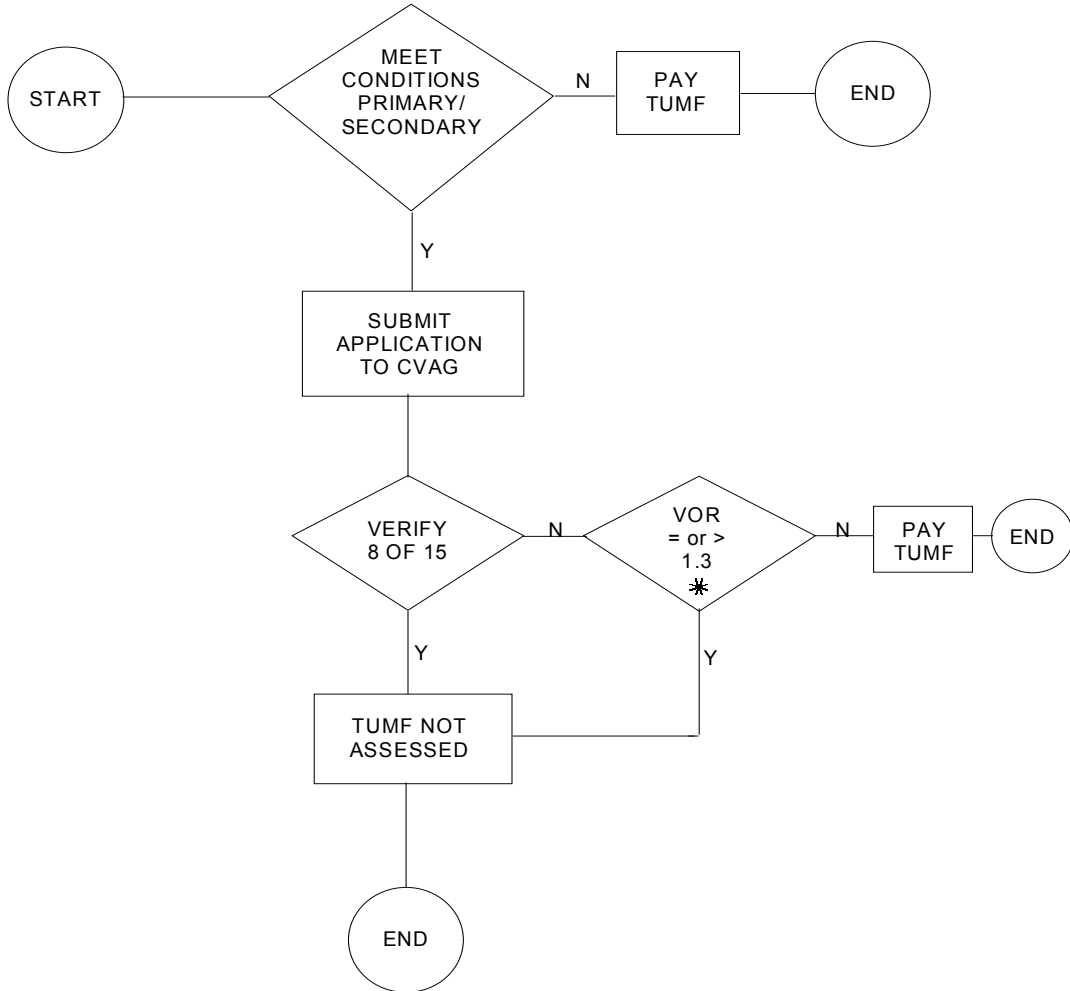 START
MEET
CONDITIONS
PRIMARY/
SECONDARY
N
PAY
TUMF
END
Y
SUBMIT
APPLICATION
TO CVAG
VERIFY
8 OF 15
N
VOR
= or >
1.3
*
N
PAY
TUMF
END
Y
Y
TUMF NOT
ASSESSED
END